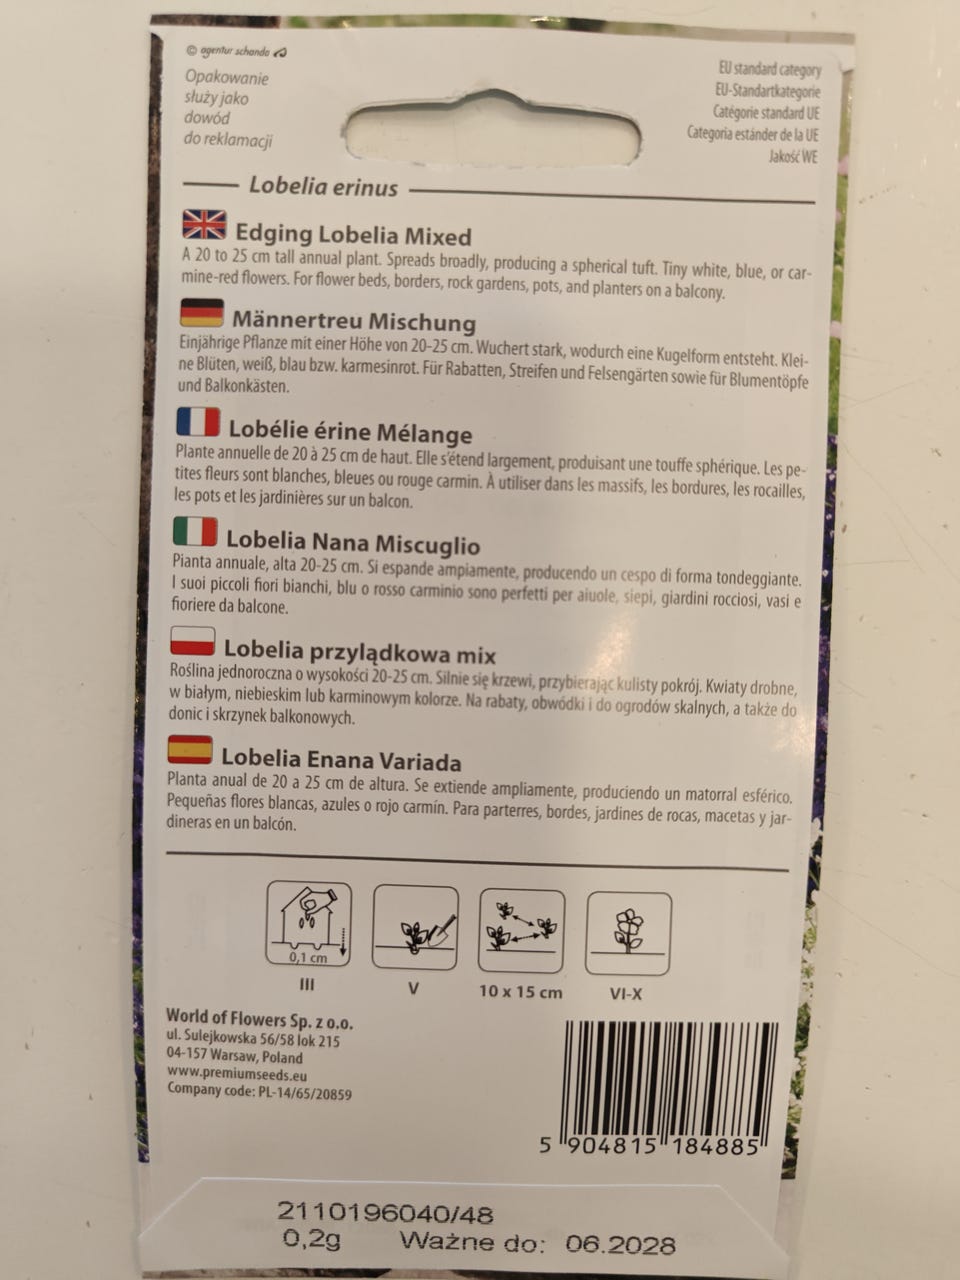 © agentur schando
Opakowanie
służy jako
dowód
do reklamacji
EU standard category
EU-Standartkategorie
Catégorie standard UE
Categoria estánder de la UE
Jakość WE
Lobelia erinus
Edging Lobelia Mixed
A 20 to 25 cm tall annual plant. Spreads broadly, producing a spherical tuft. Tiny white, blue, or car-
mine-red flowers. For flower beds, borders, rock gardens, pots, and planters on a balcony.
Männertreu Mischung
Einjährige Pflanze mit einer Höhe von 20-25 cm. Wuchert stark, wodurch eine Kugelform entsteht. Klei-
ne Blüten, weiß, blau bzw. karmesinrot. Für Rabatten, Streifen und Felsengärten sowie für Blumentöpfe
und Balkonkästen.
Lobélie érine Mélange
Plante annuelle de 20 à 25 cm de haut. Elle s'étend largement, produisant une touffe sphérique. Les pe-
tites fleurs sont blanches, bleues ou rouge carmin. À utiliser dans les massifs, les bordures, les rocailles,
les pots et les jardinières sur un balcon.
Lobelia Nana Miscuglio
Pianta annuale, alta 20-25 cm. Si espande ampiamente, producendo un cespo di forma tondeggiante.
I suoi piccoli fiori bianchi, blu o rosso carminio sono perfetti per aiuole, siepi, giardini rocciosi, vasi e
fioriere da balcone.
Lobelia przylądkowa mix
Roślina jednoroczna o wysokości 20-25 cm. Silnie się krzewi, przybierając kulisty pokrój. Kwiaty drobne,
w białym, niebieskim lub karminowym kolorze. Na rabaty, obwódki i do ogrodów skalnych, a także do
donic i skrzynek balkonowych.
Lobelia Enana Variada
Planta anual de 20 a 25 cm de altura. Se extiende ampliamente, produciendo un matorral esférico.
Pequeñas flores blancas, azules o rojo carmín. Para parterres, bordes, jardines de rocas, macetas y jar-
dineras en un balcón.
0,1 cm
III
V
10 x 15 cm
VI-X
World of Flowers Sp. z o.o.
ul. Sulejkowska 56/58 lok 215
04-157 Warsaw, Poland
www.premiumseeds.eu
Company code: PL-14/65/20859
5 904815 184885
2110196040/48
0,2g Ważne do: 06.2028